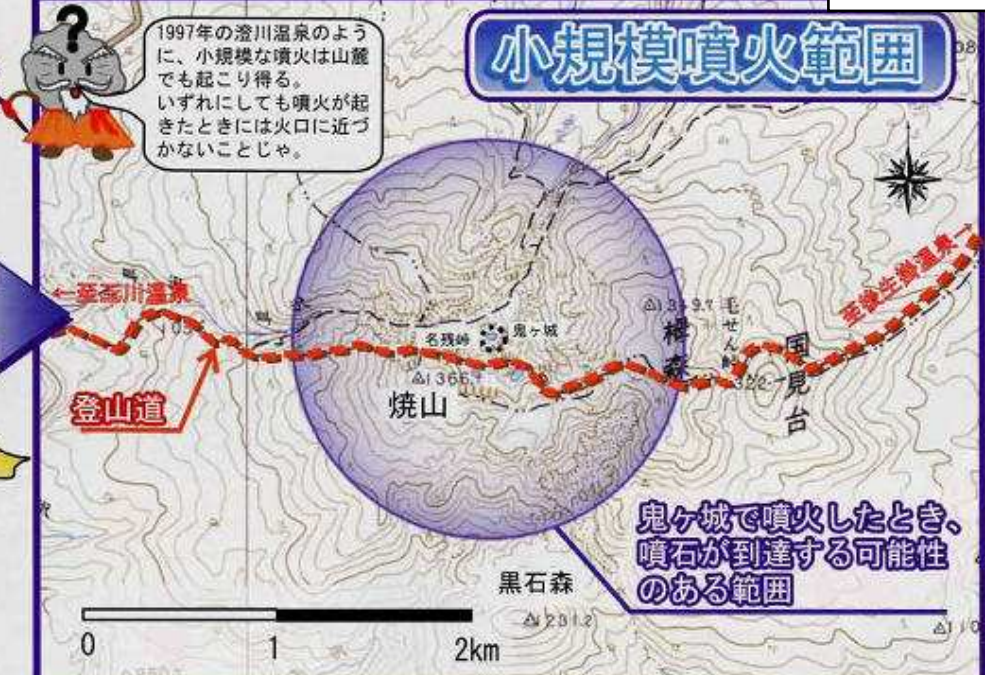 小規模噴火範囲
?
1997年の澄川温泉のよう
に、小規模な噴火は山麓
でも起こり得る。
いずれにしても噴火が起
きたときには火口に近づ
かないことじゃ。
登山道
名残峠
鬼ヶ城
焼山
栂森
毛せん峠
国見台
至後生掛温泉→
鬼ヶ城で噴火したとき、
噴石が到達する可能性
のある範囲
黒石森
0
1
2km